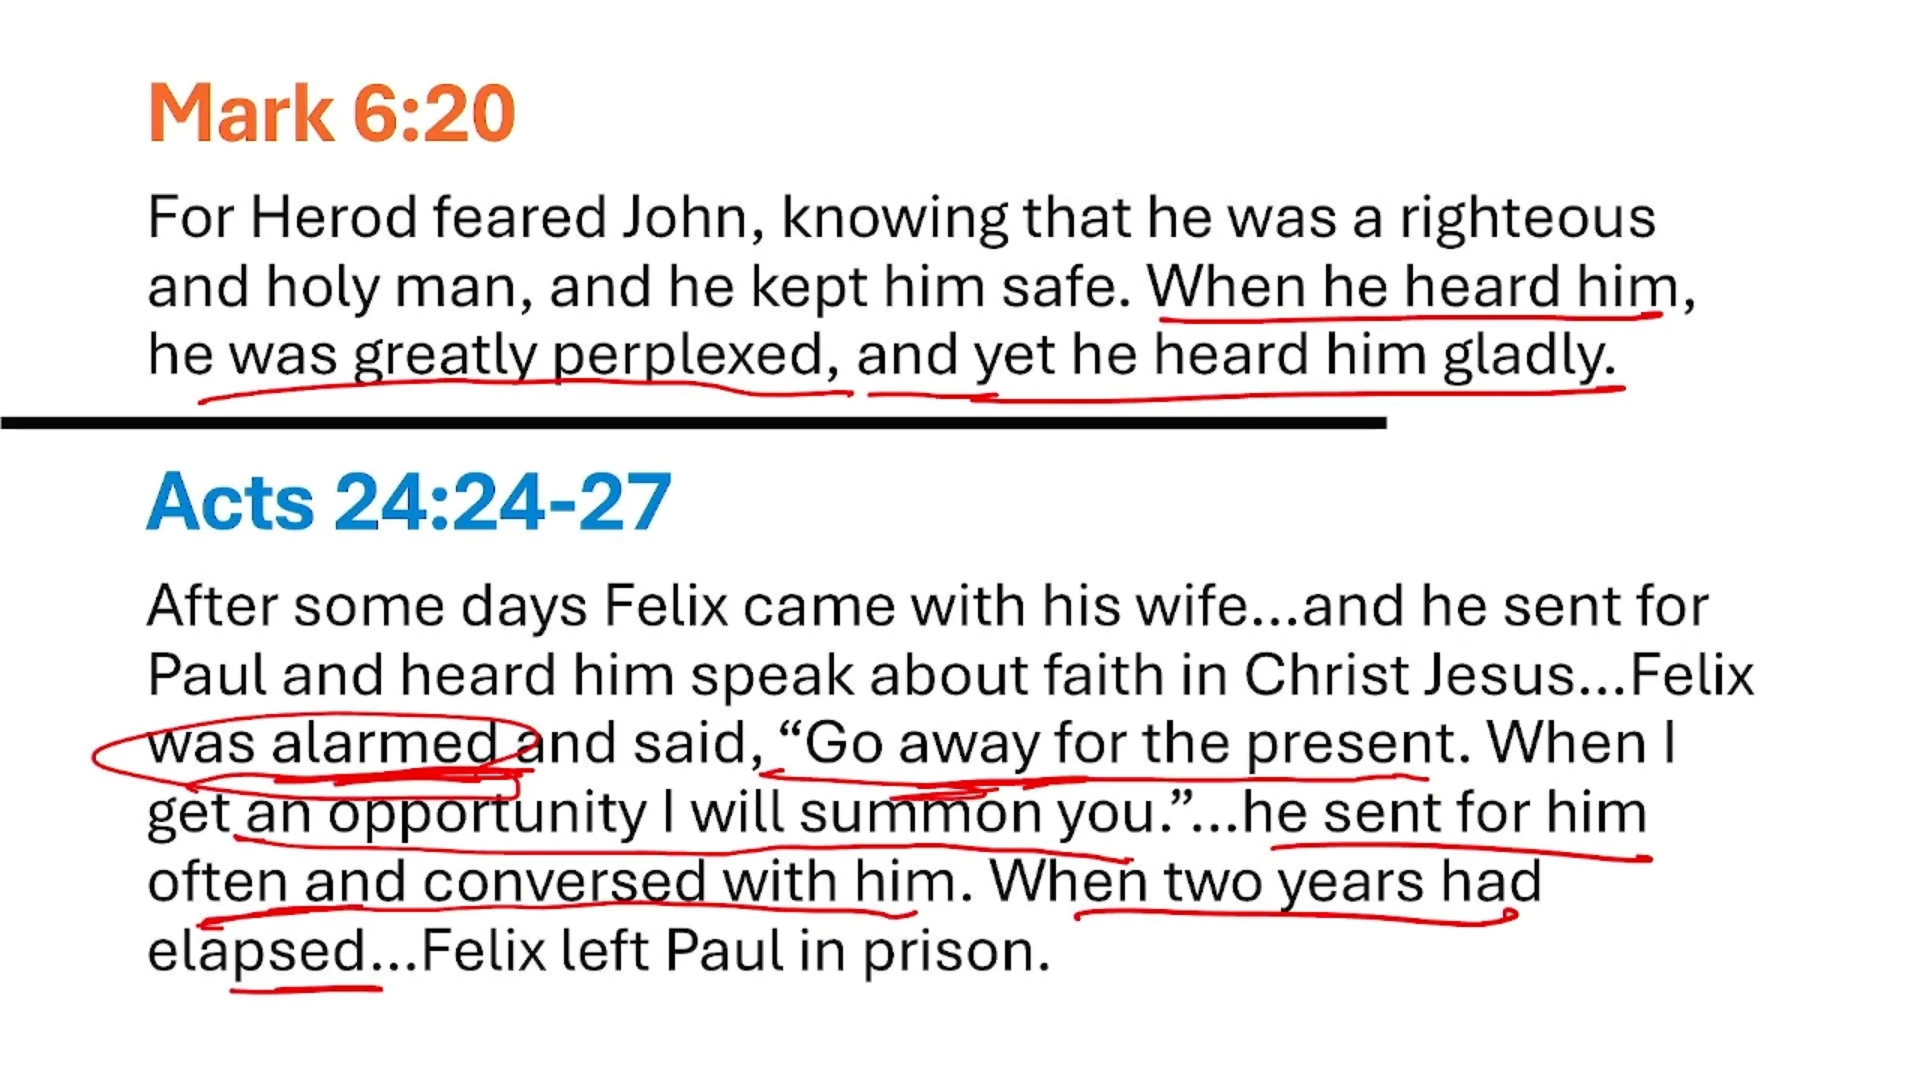 Mark 6:20
For Herod feared John, knowing that he was a righteous
and holy man, and he kept him safe. When he heard him,
he was greatly perplexed, and yet he heard him gladly.
Acts 24:24-27
After some days Felix came with his wife...and he sent for
Paul and heard him speak about faith in Christ Jesus...Felix
was alarmed and said, “Go away for the present. When I
get an opportunity I will summon you.”...he sent for him
often and conversed with him. When two years had
elapsed...Felix left Paul in prison.